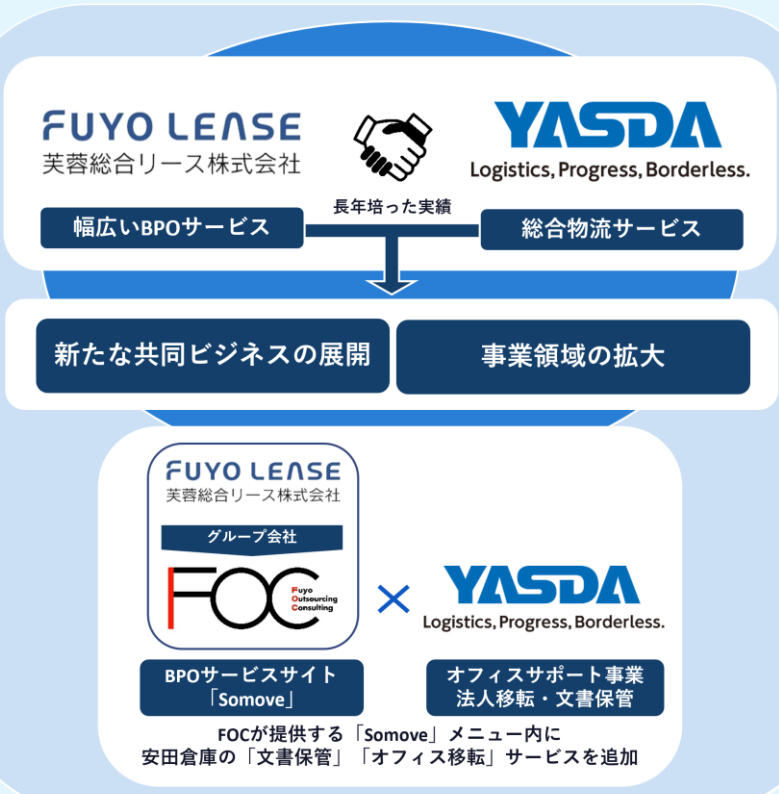 FUYO LEASE
芙蓉総合リース株式会社
YASDA
Logistics, Progress, Borderless.
長年培った実績
幅広いBPOサービス
総合物流サービス
新たな共同ビジネスの展開
事業領域の拡大
FUYO LEASE
芙蓉総合リース株式会社
グループ会社
FOC
Fuyo
Outsourcing
Consulting
×
YASDA
Logistics, Progress, Borderless.
BPOサービスサイト
「Somove」
オフィスサポート事業
法人移転・文書保管
FOCが提供する「Somove」メニュー内に
安田倉庫の「文書保管」「オフィス移転」サービスを追加